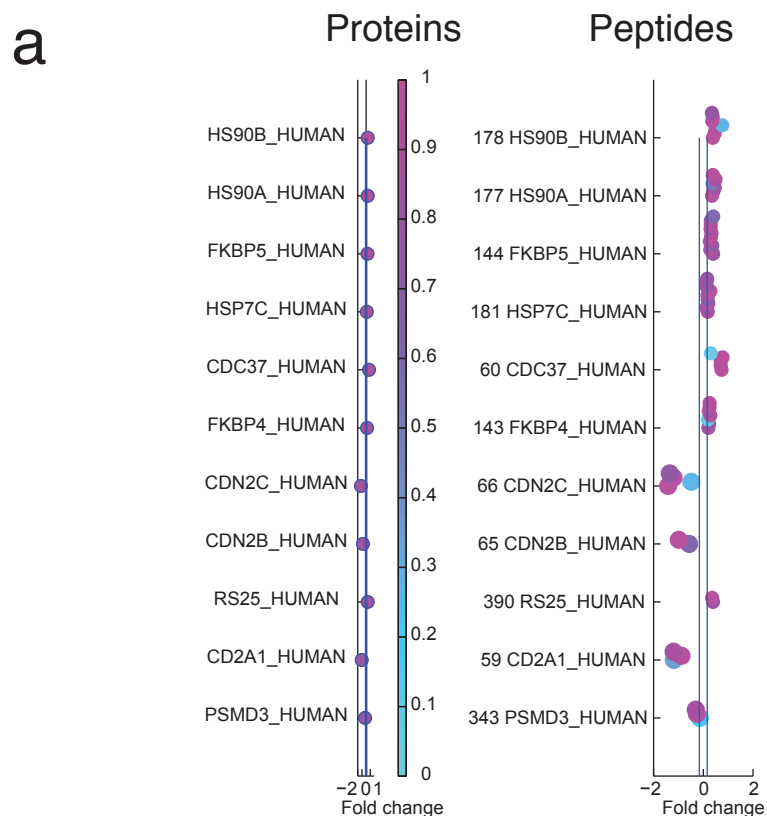 a
Proteins
Peptides
HS90B_HUMAN
HS90A_HUMAN
FKBP5_HUMAN
HSP7C_HUMAN
CDC37_HUMAN
FKBP4_HUMAN
CDN2C_HUMAN
CDN2B_HUMAN
RS25_HUMAN
CD2A1_HUMAN
PSMD3_HUMAN
−2 0 1
Fold change
1
0.9
0.8
0.7
0.6
0.5
0.4
0.3
0.2
0.1
0
178 HS90B_HUMAN
177 HS90A_HUMAN
144 FKBP5_HUMAN
181 HSP7C_HUMAN
60 CDC37_HUMAN
143 FKBP4_HUMAN
66 CDN2C_HUMAN
65 CDN2B_HUMAN
390 RS25_HUMAN
59 CD2A1_HUMAN
343 PSMD3_HUMAN
−2 0 2
Fold change